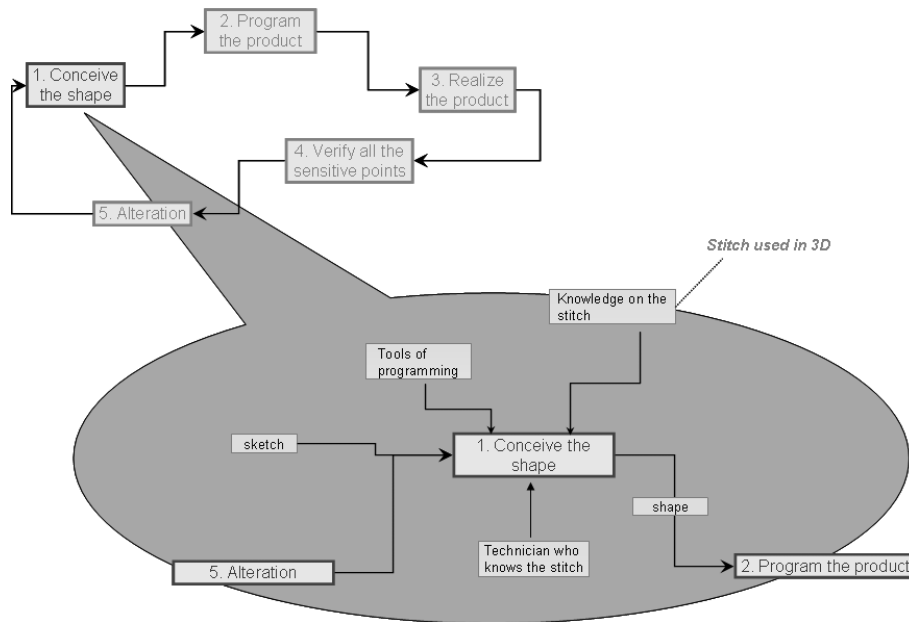 2. Program
the product
1. Conceive
the shape
3. Realize
the product
4. Verify all the
sensitive points
5. Alteration
Stitch used in 3D
Knowledge on the
stitch
Tools of
programming
sketch
1. Conceive the
shape
shape
Technician who
knows the stitch
5. Alteration
2. Program the product